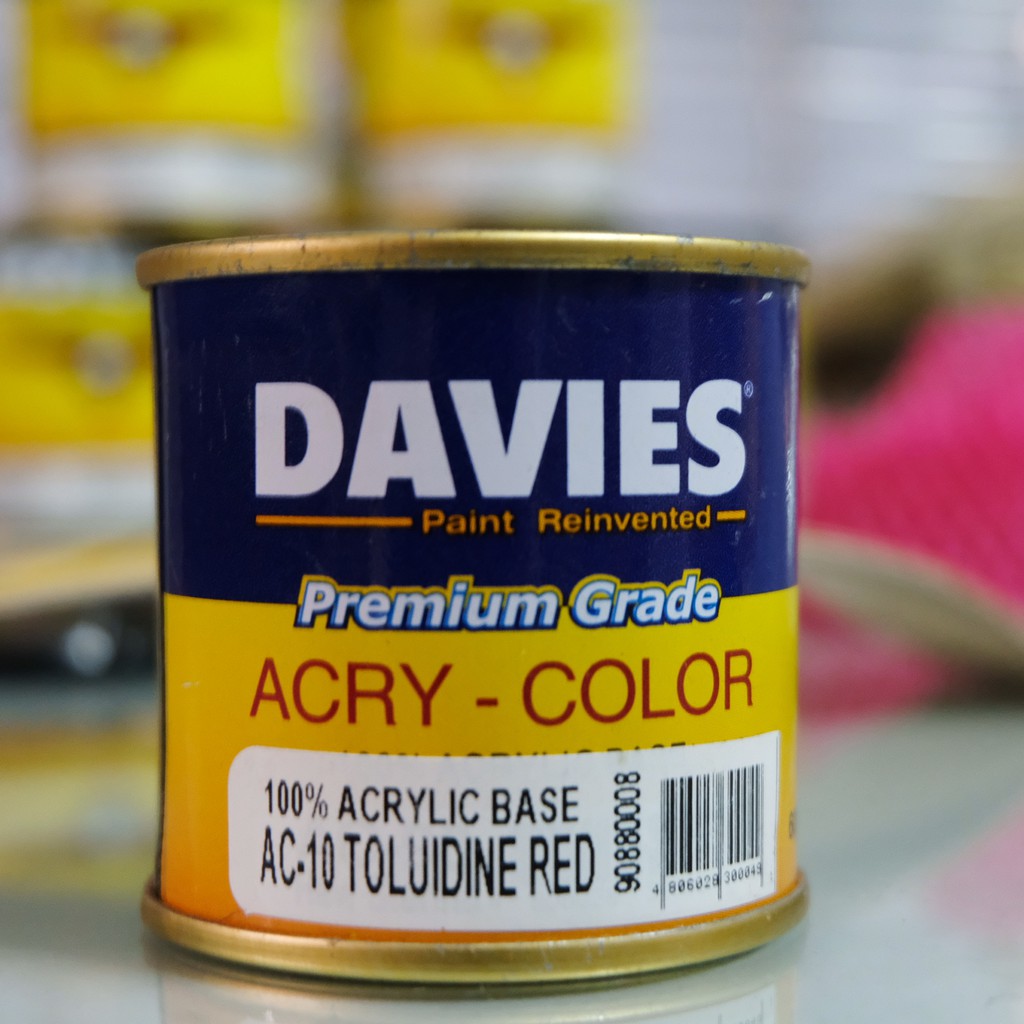 DAVIES®
Paint Reinvented
Premium Grade
ACRY - COLOR
100% ACRYLIC BASE
AC-10 TOLUIDINE RED
90880008
4 806028 300049